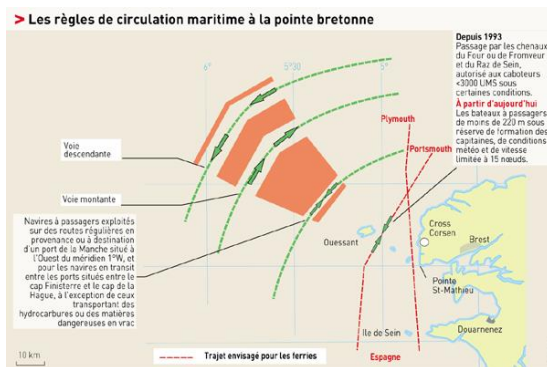 > Les règles de circulation maritime à la pointe bretonne
Depuis 1993
Passage par les chenaux
du Four ou de Fromveur
et du Raz de Sein,
autorisé aux caboteurs
<3000 UMS sous
certaines conditions.
À partir d'aujourd'hui
Les bateaux à passagers
de moins de 220 m sous
réserve de formation des
capitaines, de conditions
météo et de vitesse
limitée à 15 nœuds.
6°
5°30
5°
Plymouth
Portsmouth
Voie
descendante
Voie montante
Navires à passagers exploités
sur des routes régulières en
provenance ou à destination
d'un port de la Manche situé à
l'Ouest du méridien 1°W, et
pour les navires en transit
entre les ports situés entre le
cap Finisterre et le cap de la
Hague, à l'exception de ceux
transportant des
hydrocarbures ou des matières
dangereuses en vrac
Ouessant
Cross
Corsen
Brest
Pointe
St-Mathieu
Ile de Sein
Douarnenez
Espagne
10 km
Trajet envisagé pour les ferries